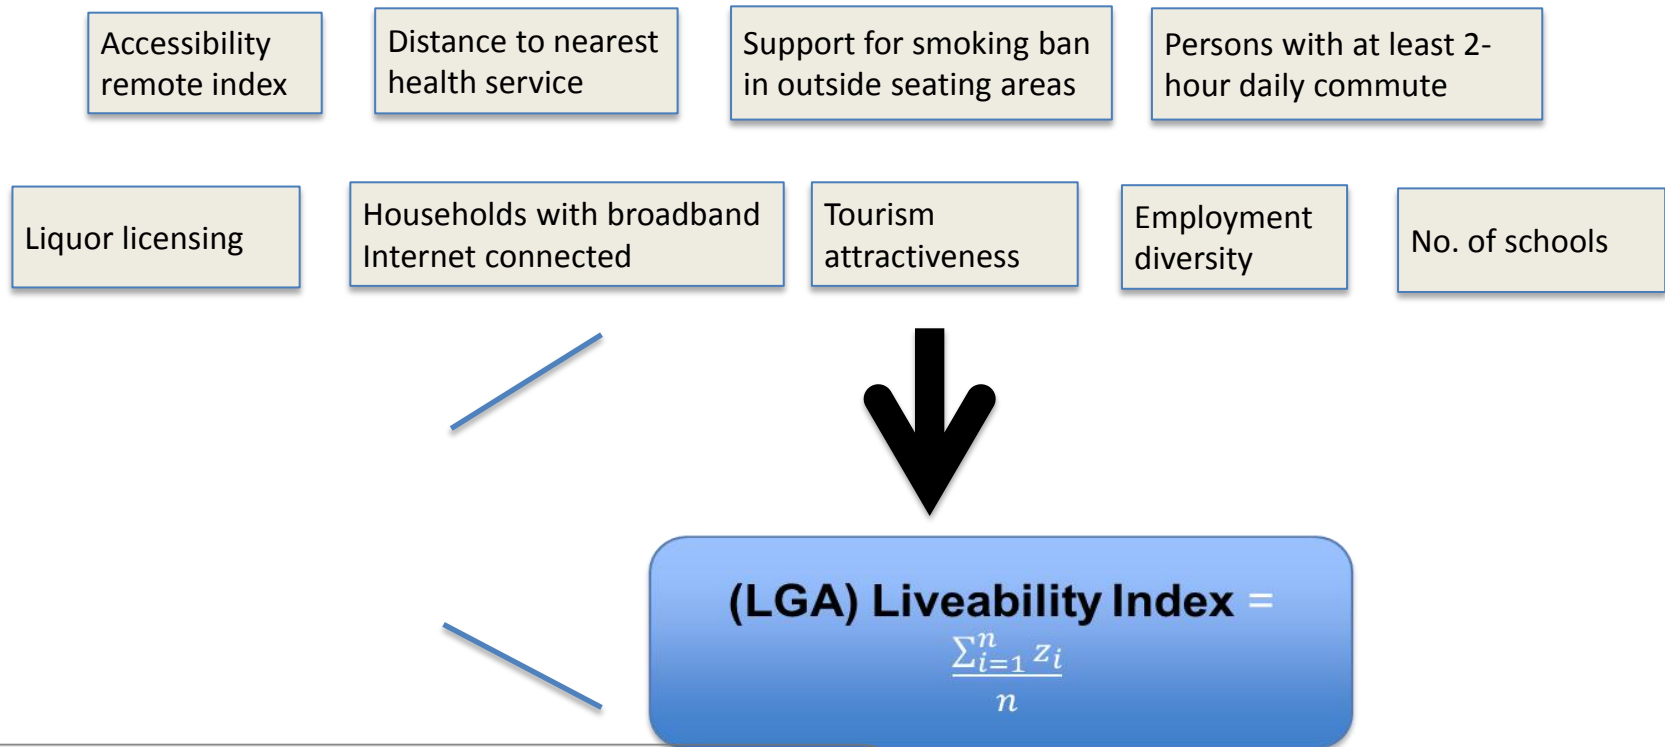 Accessibility
remote index
Distance to nearest
health service
Support for smoking ban
in outside seating areas
Persons with at least 2-
hour daily commute
Liquor licensing
Households with broadband
Internet connected
Tourism
attractiveness
Employment
diversity
No. of schools
(LGA) Liveability Index =
∑ⁿᵢ₌₁ zᵢ
n